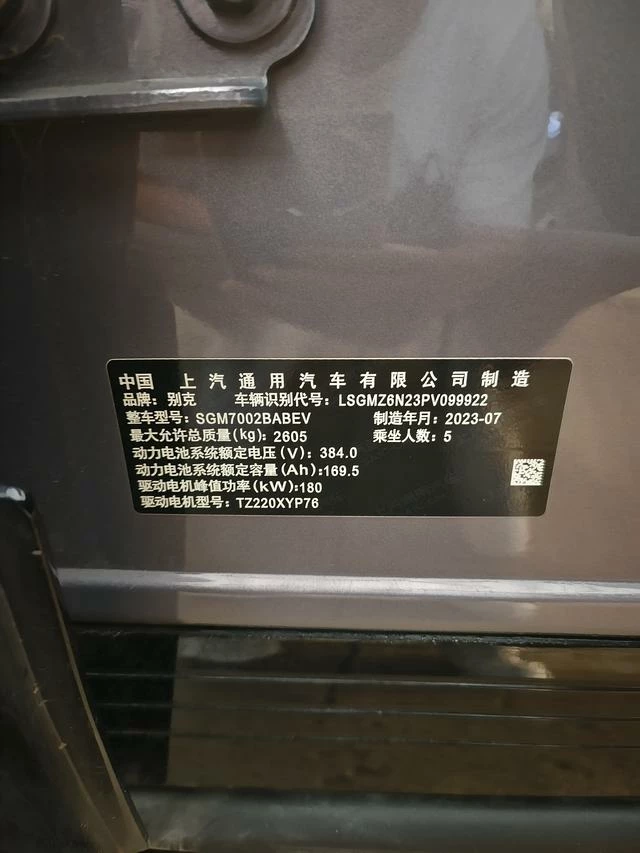 中国 上汽通用汽车有限公司制造
品牌: 别克 车辆识别代号: LSGMZ6N23PV099922
整车型号: SGM7002BABEV 制造年月: 2023-07
最大允许总质量(kg): 2605 乘坐人数: 5
动力电池系统额定电压(V): 384.0
动力电池系统额定容量(Ah):169.5
驱动电机峰值功率(kW):180
驱动电机型号: TZ220XYP76